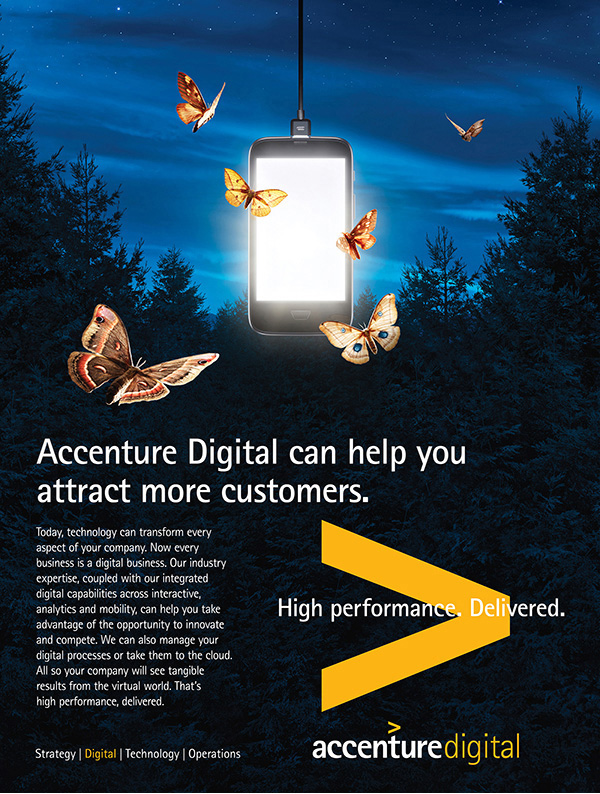 Accenture Digital can help you
attract more customers.
Today, technology can transform every
aspect of your company. Now every
business is a digital business. Our industry
expertise, coupled with our integrated
digital capabilities across interactive,
analytics and mobility, can help you take
advantage of the opportunity to innovate
and compete. We can also manage your
digital processes or take them to the cloud.
All so your company will see tangible
results from the virtual world. That's
high performance, delivered.
High performance. Delivered.
Strategy | Digital | Technology | Operations
accenturedigital